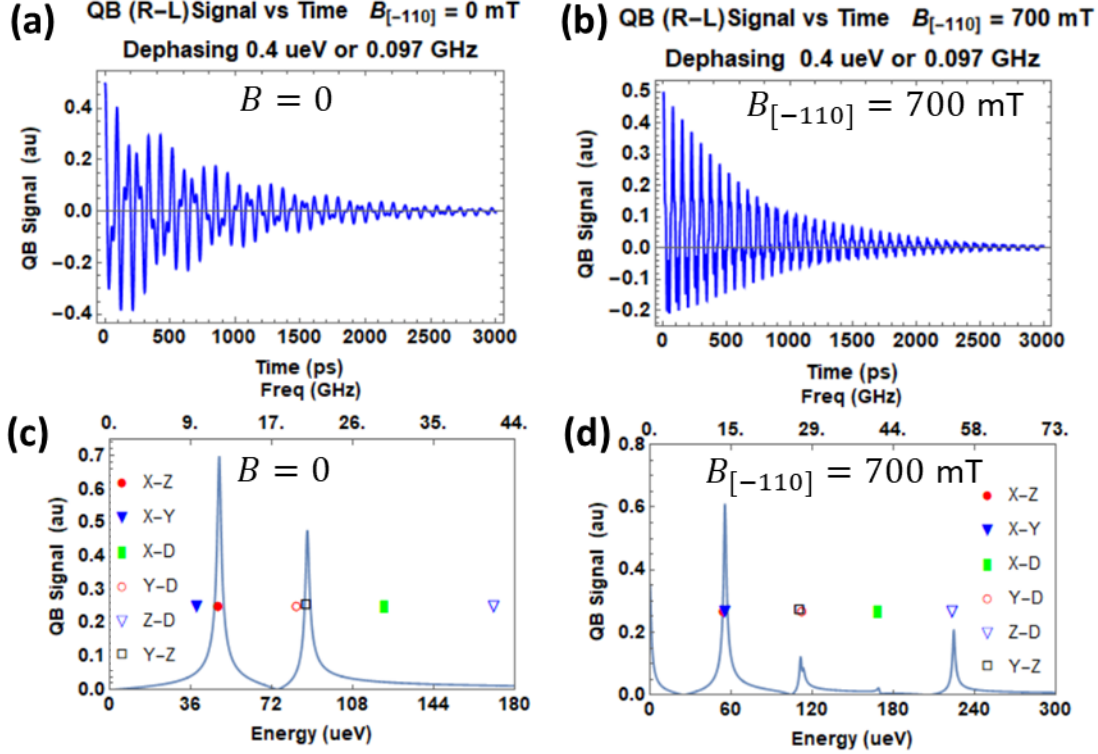 (a)
QB (R−L)Signal vs Time B[−110] = 0 mT
Dephasing 0.4 ueV or 0.097 GHz
B = 0
QB Signal (au)
0.4
0.2
0.0
−0.2
−0.4
0 500 1000 1500 2000 2500 3000
Time (ps)
(b)
QB (R−L)Signal vs Time B[−110] = 700 mT
Dephasing 0.4 ueV or 0.097 GHz
B[−110] = 700 mT
QB Signal (au)
0.5
0.4
0.3
0.2
0.1
0.0
−0.1
−0.2
0 500 1000 1500 2000 2500 3000
Time (ps)
(c)
Freq (GHz)
0. 9. 17. 26. 35. 44.
B = 0
QB Signal (au)
0.7
0.6
0.5
0.4
0.3
0.2
0.1
0.0
X−Z
X−Y
X−D
Y−D
Z−D
Y−Z
0 36 72 108 144 180
Energy (ueV)
(d)
Freq (GHz)
0. 15. 29. 44. 58. 73.
B[−110] = 700 mT
QB Signal (au)
0.8
0.6
0.4
0.2
0.0
X−Z
X−Y
X−D
Y−D
Z−D
Y−Z
0 60 120 180 240 300
Energy (ueV)